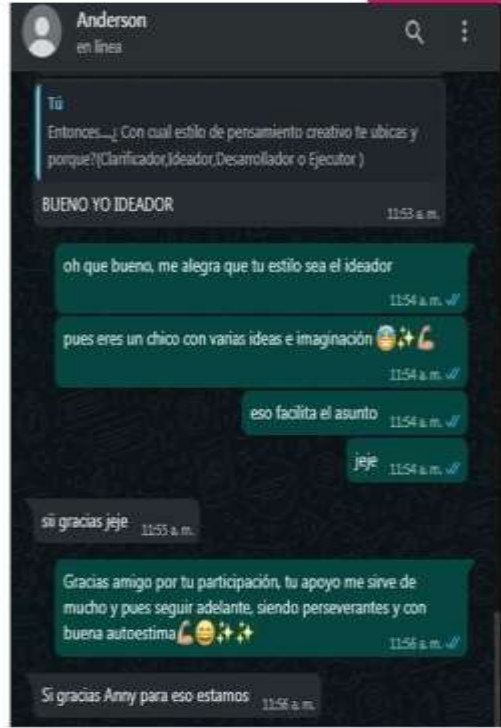 Anderson
en línea
Tú
Entonces....¿ Con cual estilo de pensamiento creativo te ubicas y
porque?(Clarificador,Ideador,Desarrollador o Ejecutor )
BUENO YO IDEADOR
11:53 a. m.
oh que bueno, me alegra que tu estilo sea el ideador
11:54 a. m.
pues eres un chico con varias ideas e imaginación 😇✨💪
11:54 a. m.
eso facilita el asunto 11:54 a. m.
jeje 11:54 a. m.
sii gracias jeje 11:55 a. m.
Gracias amigo por tu participación, tu apoyo me sirve de
mucho y pues seguir adelante, siendo perseverantes y con
buena autoestima💪😄✨✨
11:56 a. m.
Si gracias Anny para eso estamos 11:56 a. m.